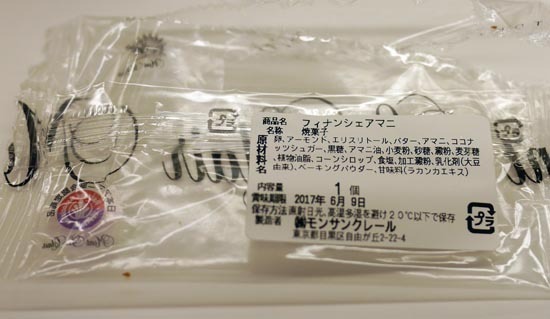 プラ
商品名 フィナンシェアマニ
名称 焼菓子
原材料名 卵、アーモンド、エリスリトール、バター、アマニ、ココナ
ッツシュガー、黒糖、アマニ油、小麦粉、砂糖、澱粉、麦芽糖
、植物油脂、コーンシロップ、食塩、加工澱粉、乳化剤(大豆
由来)、ベーキングパウダー、甘味料(ラカンカエキス)
内容量 1個
賞味期限 2017年 6月 9日
保存方法 直射日光、高温多湿を避け20℃以下で保存
製造者 ㈱モンサンクレール
東京都目黒区自由が丘2-22-4
プラ